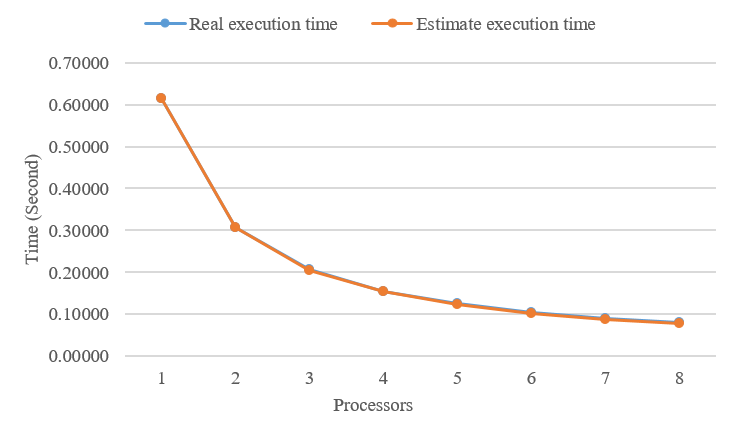 Real execution time Estimate execution time
0.70000
0.60000
0.50000
0.40000
0.30000
0.20000
0.10000
0.00000
Time (Second)
1 2 3 4 5 6 7 8
Processors